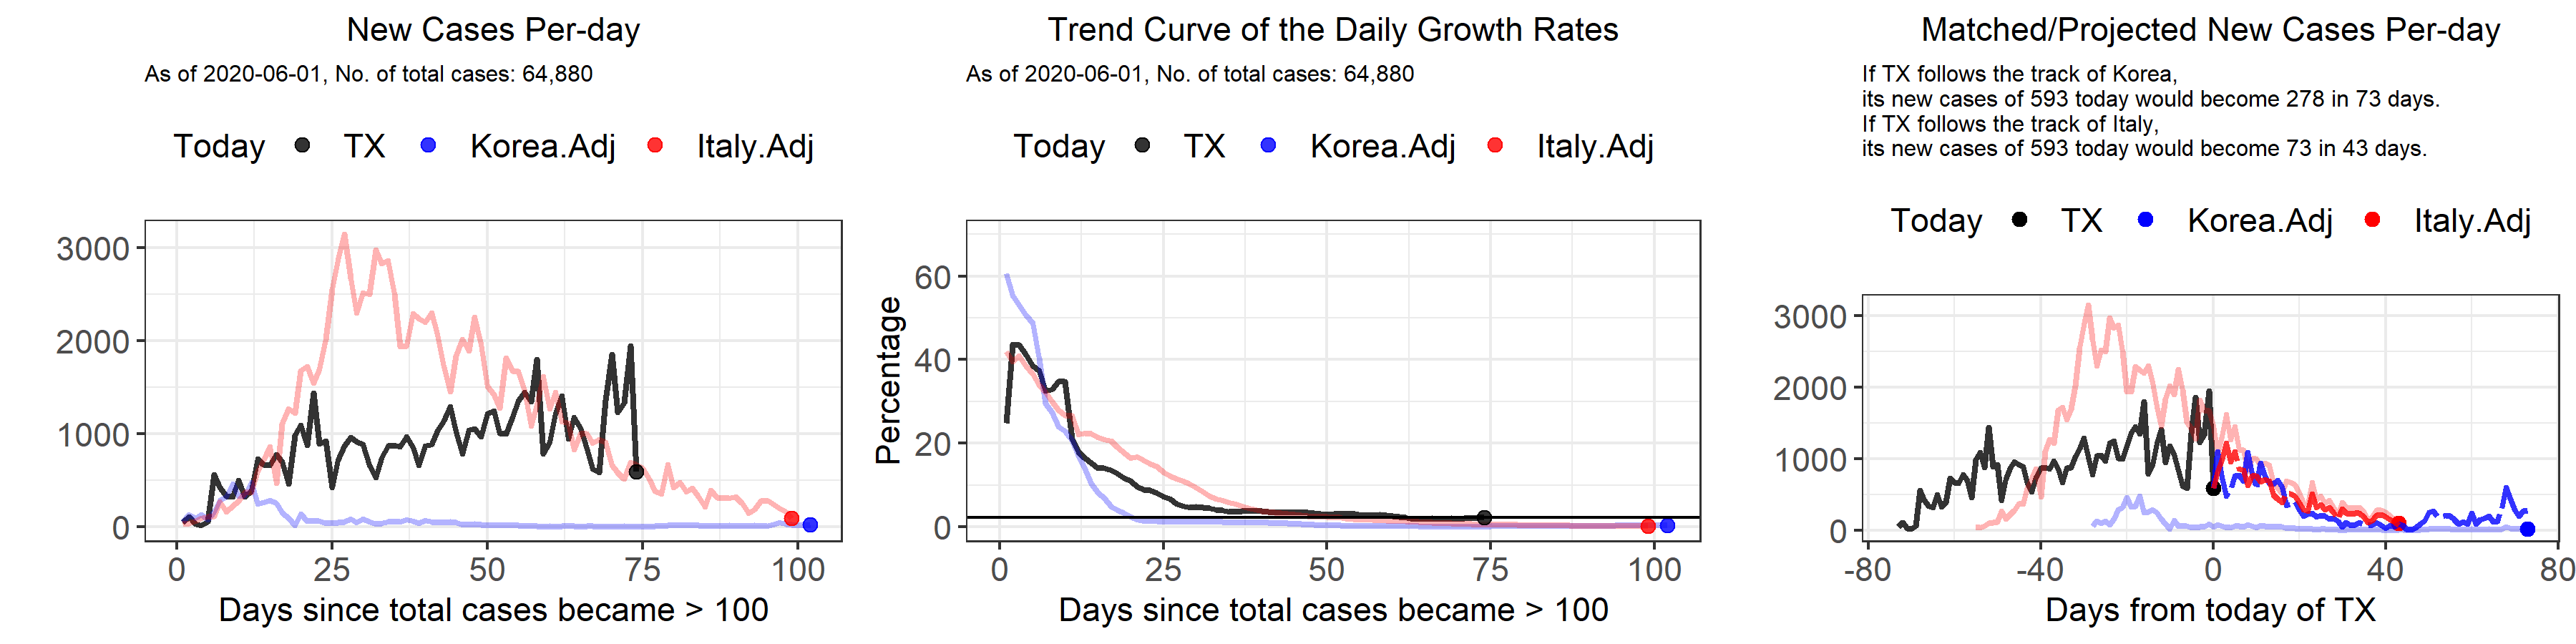 New Cases Per-day
As of 2020-06-01, No. of total cases: 64,880
Today TX Korea.Adj Italy.Adj
3000
2000
1000
0
0 25 50 75 100
Days since total cases became > 100
Trend Curve of the Daily Growth Rates
As of 2020-06-01, No. of total cases: 64,880
Today TX Korea.Adj Italy.Adj
Percentage
60
40
20
0
0 25 50 75 100
Days since total cases became > 100
Matched/Projected New Cases Per-day
If TX follows the track of Korea,
its new cases of 593 today would become 278 in 73 days.
If TX follows the track of Italy,
its new cases of 593 today would become 73 in 43 days.
Today TX Korea.Adj Italy.Adj
3000
2000
1000
0
-80 -40 0 40 80
Days from today of TX